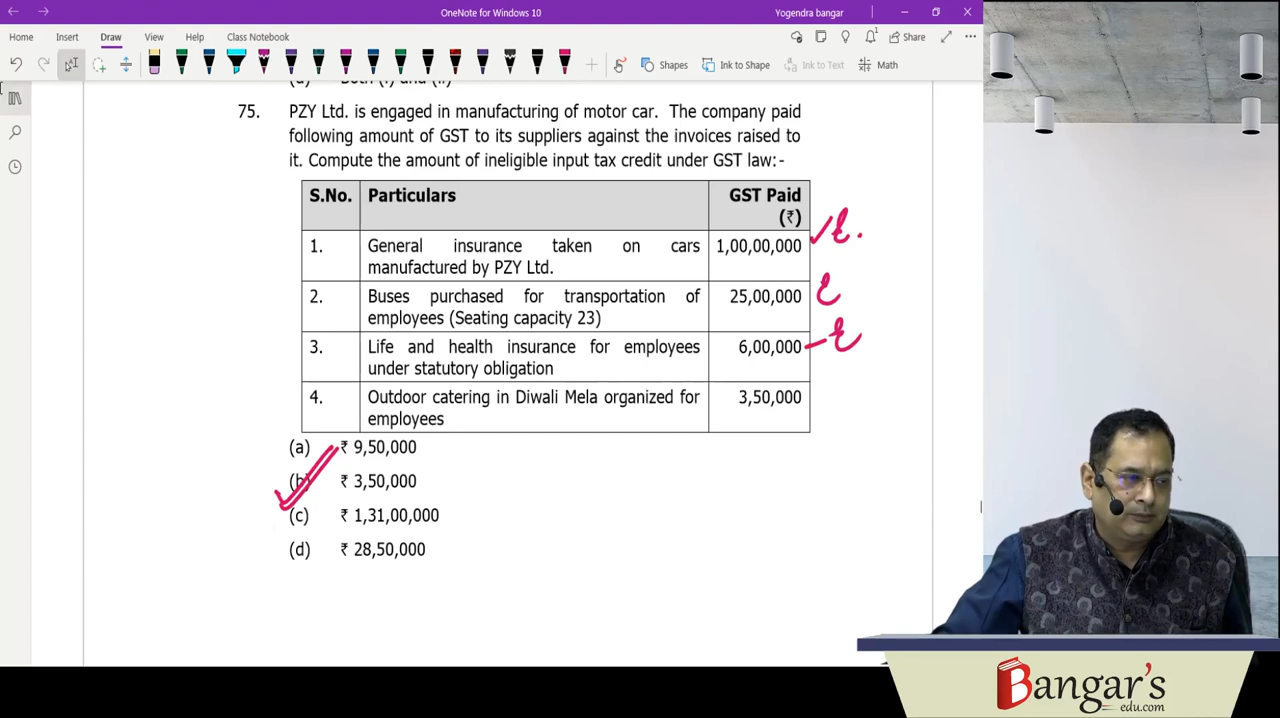 OneNote for Windows 10
Yogendra bangar
Home Insert Draw View Help Class Notebook
Share
Shapes Ink to Shape Ink to Text Math
75. PZY Ltd. is engaged in manufacturing of motor car. The company paid
following amount of GST to its suppliers against the invoices raised to
it. Compute the amount of ineligible input tax credit under GST law:-
S.No. Particulars GST Paid
(₹)
1. General insurance taken on cars 1,00,00,000
manufactured by PZY Ltd.
2. Buses purchased for transportation of 25,00,000
employees (Seating capacity 23)
3. Life and health insurance for employees 6,00,000
under statutory obligation
4. Outdoor catering in Diwali Mela organized for 3,50,000
employees
(a) ₹ 9,50,000
(b) ₹ 3,50,000
(c) ₹ 1,31,00,000
(d) ₹ 28,50,000
Bangar's
edu.com